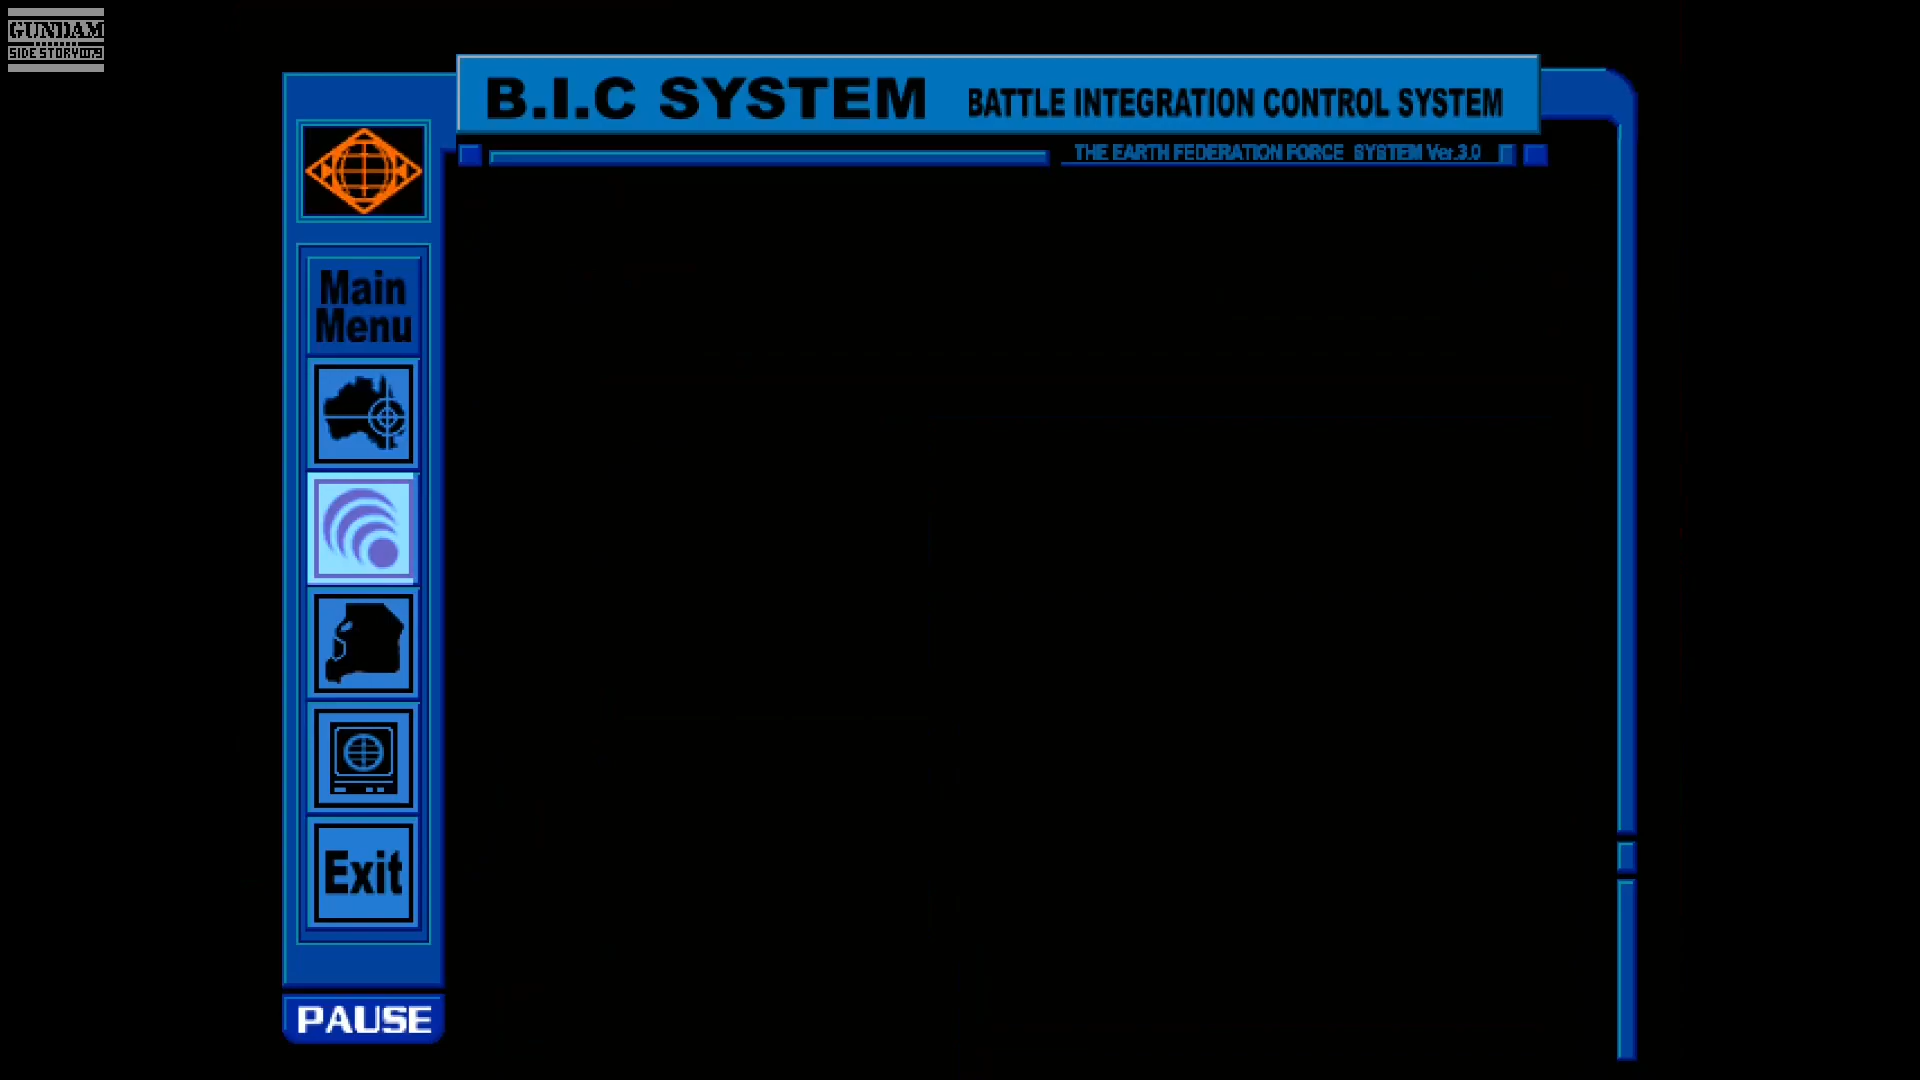 GUNDAM
SIDE STORY 0079
B.I.C SYSTEM BATTLE INTEGRATION CONTROL SYSTEM
THE EARTH FEDERATION FORCE SYSTEM Ver.3.0
Main
Menu
Exit
PAUSE